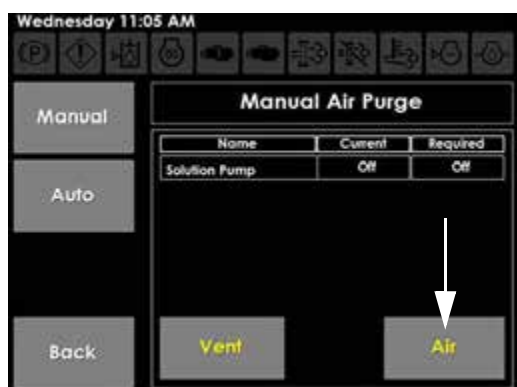 Wednesday 11:05 AM
Manual
Auto
Back
Manual Air Purge
Name Current Required
Solution Pump Off Off
Vent Air